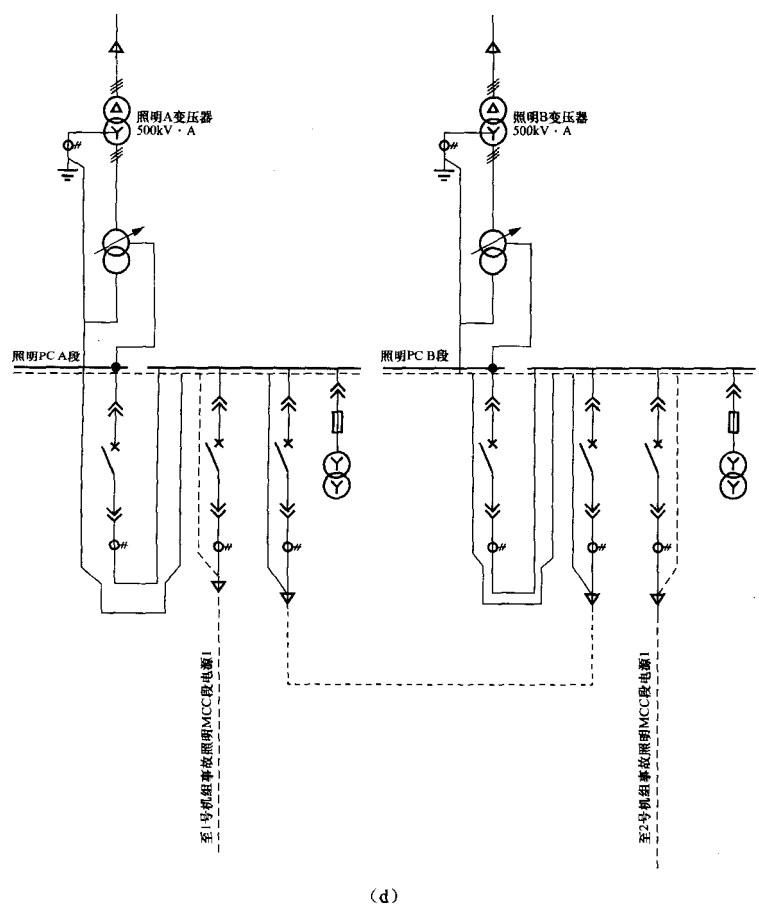 照明A变压器
500kV·A
照明B变压器
500kV·A
照明PC A段
照明PC B段
至1号机组事故照明MCC段电源1
至2号机组事故照明MCC段电源1
(d)